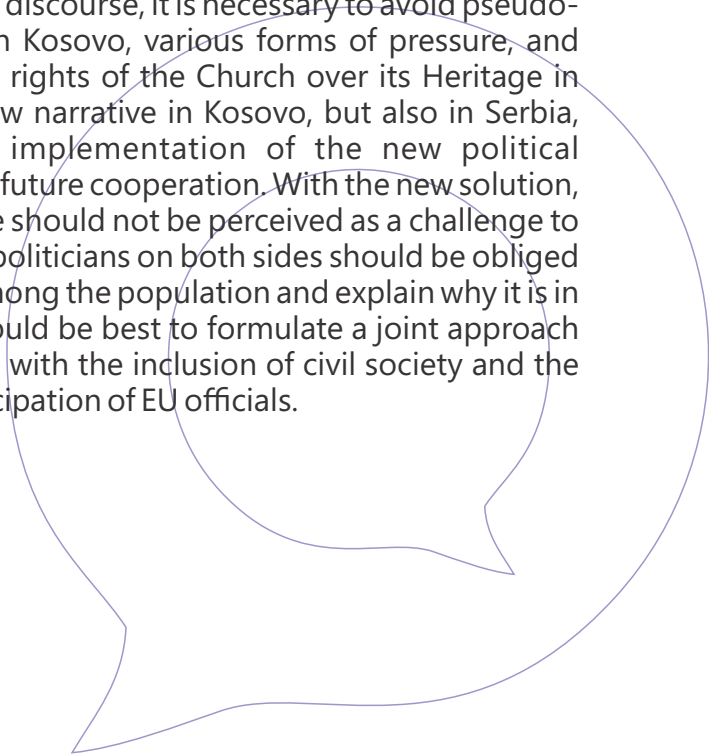 discourse, it is necessary to avoid pseudo-
Kosovo, various forms of pressure, and
rights of the Church over its Heritage in
narrative in Kosovo, but also in Serbia,
implementation of the new political
future cooperation. With the new solution,
should not be perceived as a challenge to
politicians on both sides should be obliged
among the population and explain why it is in
would be best to formulate a joint approach
with the inclusion of civil society and the
participation of EU officials.